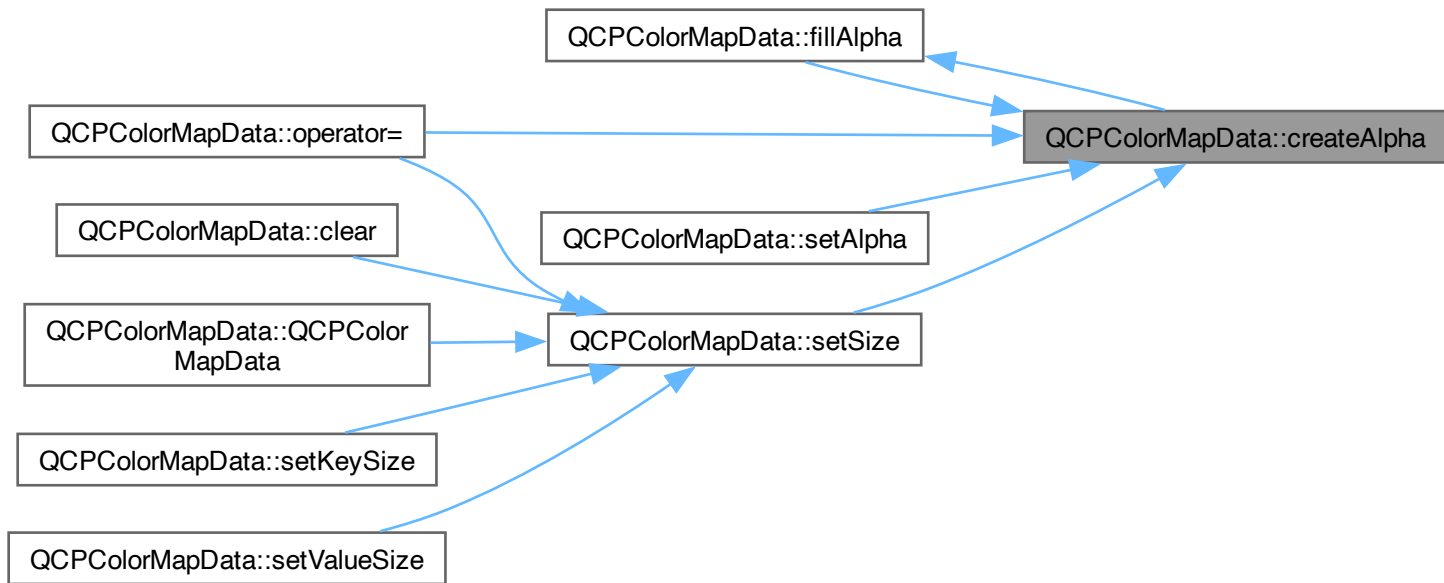 QCPColorMapData::fillAlpha
QCPColorMapData::operator=
QCPColorMapData::createAlpha
QCPColorMapData::clear
QCPColorMapData::setAlpha
QCPColorMapData::QCPColor
MapData
QCPColorMapData::setSize
QCPColorMapData::setKeySize
QCPColorMapData::setValueSize